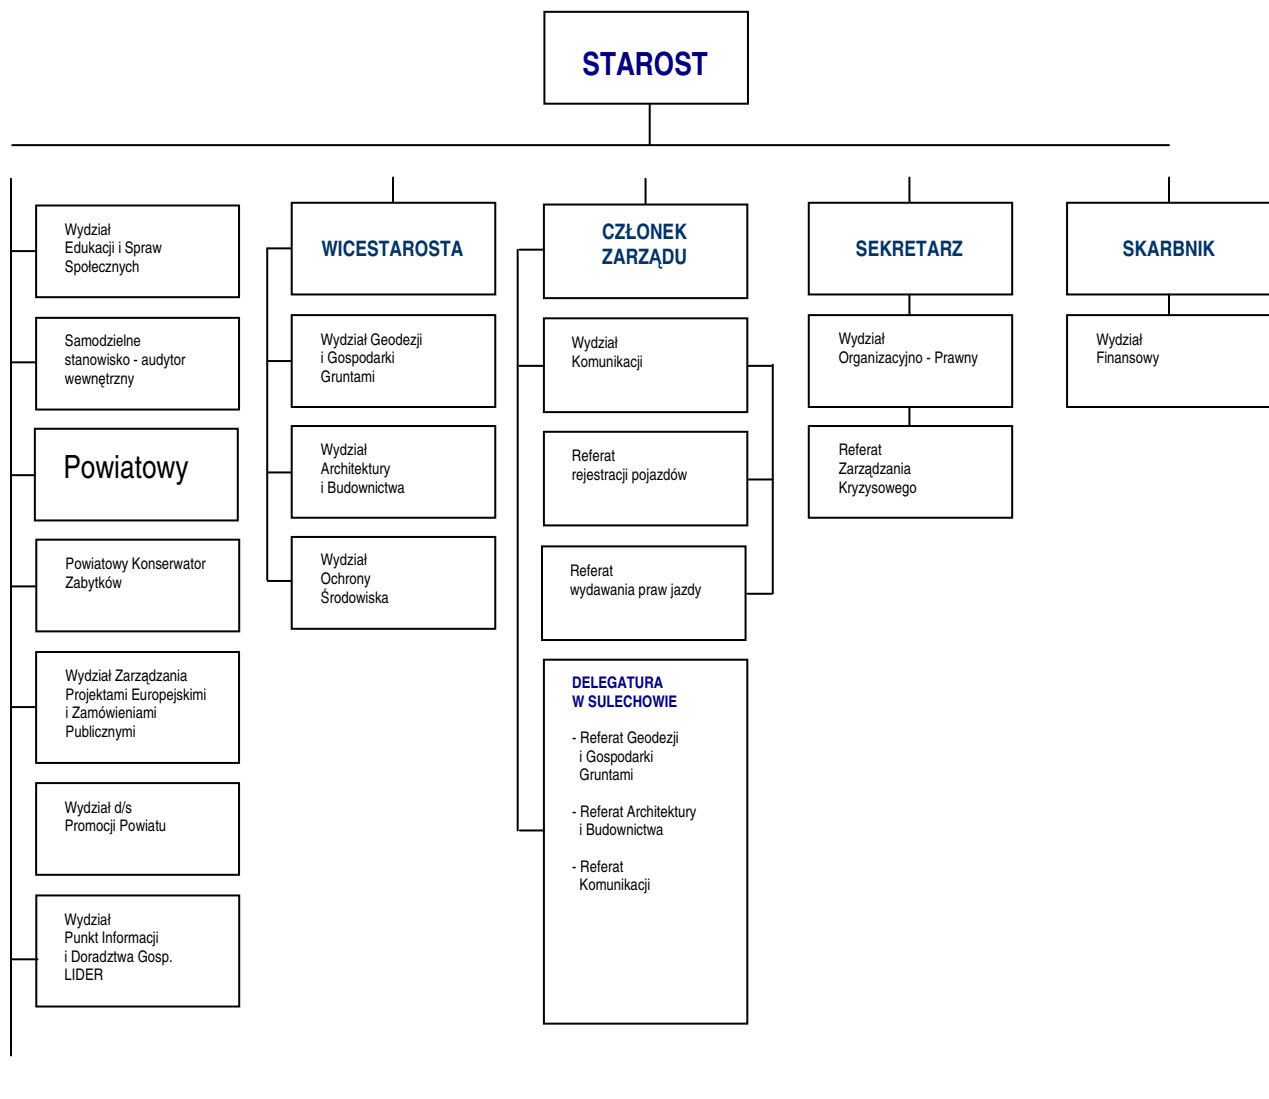 STAROST
Wydział
Edukacji i Spraw
Społecznych
Samodzielne
stanowisko - audytor
wewnętrzny
Powiatowy
Powiatowy Konserwator
Zabytków
Wydział Zarządzania
Projektami Europejskimi
i Zamówieniami
Publicznymi
Wydział d/s
Promocji Powiatu
Wydział
Punkt Informacji
i Doradztwa Gosp.
LIDER
WICESTAROSTA
Wydział Geodezji
i Gospodarki
Gruntami
Wydział
Architektury
i Budownictwa
Wydział
Ochrony
Środowiska
CZŁONEK
ZARZĄDU
Wydział
Komunikacji
Referat
rejestracji pojazdów
Referat
wydawania praw jazdy
DELEGATURA
W SULECHOWIE
- Referat Geodezji
i Gospodarki
Gruntami
- Referat Architektury
i Budownictwa
- Referat
Komunikacji
SEKRETARZ
Wydział
Organizacyjno - Prawny
Referat
Zarządzania
Kryzysowego
SKARBNIK
Wydział
Finansowy